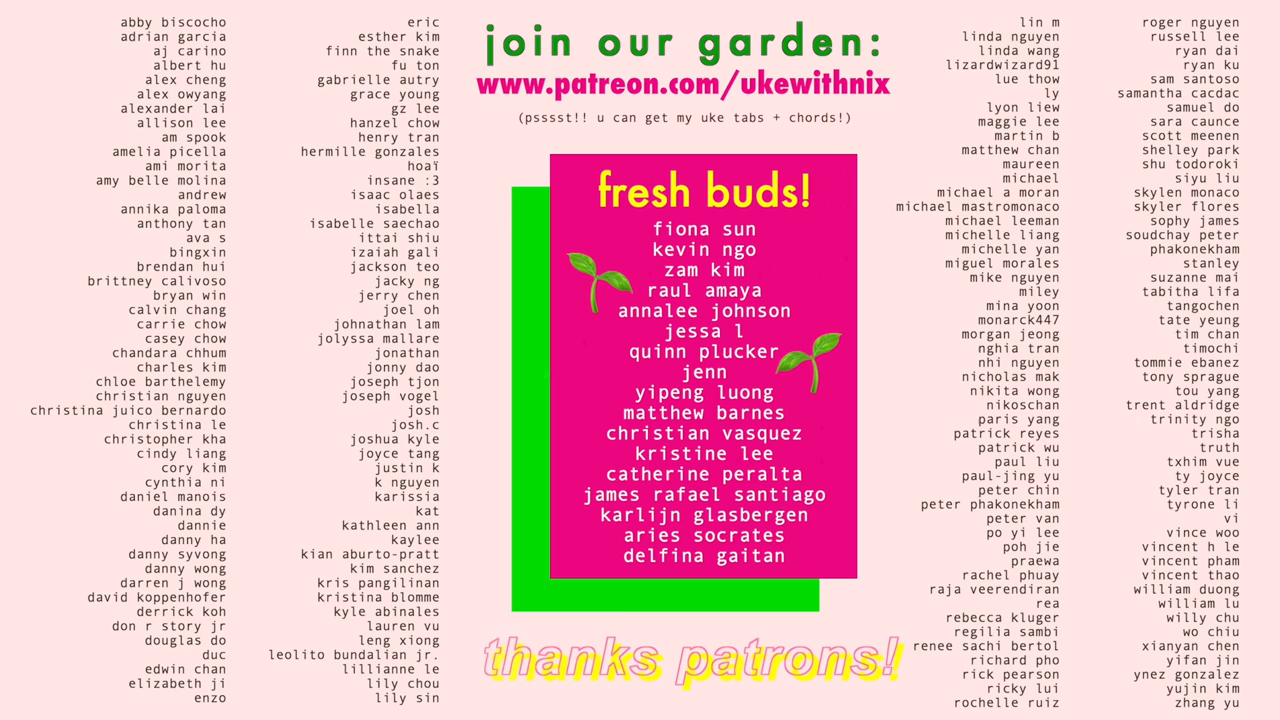 abby biscocho
adrian garcia
aj carino
albert hu
alex cheng
alex owyang
alexander lai
allison lee
am spook
amelia picella
ami morita
amy belle molina
andrew
annika paloma
anthony tan
ava s
bingxin
brendan hui
brittney calivoso
bryan win
calvin chang
carrie chow
casey chow
chandara chhum
charles kim
chloe barthelemy
christian nguyen
christina juico bernardo
christina le
christopher kha
cindy liang
cory kim
cynthia ni
daniel manois
danina dy
dannie
danny ha
danny syvong
danny wong
darren j wong
david koppenhofer
derrick koh
don r story jr
douglas do
duc
edwin chan
elizabeth ji
enzo
eric
esther kim
finn the snake
fu ton
gabrielle autry
grace young
gz lee
hanzel chow
henry tran
hermille gonzales
hoaï
insane :3
isaac olaes
isabella
isabelle saechao
ittai shiu
izaiah gali
jackson teo
jacky ng
jerry chen
joel oh
johnathan lam
jolyssa mallare
jonathan
jonny dao
joseph tjon
joseph vogel
josh
josh.c
joshua kyle
joyce tang
justin k
k nguyen
karissia
kat
kathleen ann
kaylee
kian aburto-pratt
kim sanchez
kris pangilinan
kristina blomme
kyle abinales
lauren vu
leng xiong
leolito bundalian jr.
lillianne le
lily chou
lily sin
join our garden:
www.patreon.com/ukewithnix
(psssst!! u can get my uke tabs + chords!)
fresh buds!
fiona sun
kevin ngo
zam kim
raul amaya
annalee johnson
jessa l
quinn plucker
jenn
yipeng luong
matthew barnes
christian vasquez
kristine lee
catherine peralta
james rafael santiago
karlijn glasbergen
aries socrates
delfina gaitan
thanks patrons!
lin m
linda nguyen
linda wang
lizardwizard91
lue thow
ly
lyon liew
maggie lee
martin b
matthew chan
maureen
michael
michael a moran
michael mastromonaco
michael leeman
michelle liang
michelle yan
miguel morales
mike nguyen
miley
mina yoon
monarck447
morgan jeong
nghia tran
nhi nguyen
nicholas mak
nikita wong
nikoschan
paris yang
patrick reyes
patrick wu
paul liu
paul-jing yu
peter chin
peter phakonekham
peter van
po yi lee
poh jie
praewa
rachel phuay
raja veerendiran
rea
rebecca kluger
regilia sambi
renee sachi bertol
richard pho
rick pearson
ricky lui
rochelle ruiz
roger nguyen
russell lee
ryan dai
ryan ku
sam santoso
samantha cacdac
samuel do
sara caunce
scott meenen
shelley park
shu todoroki
siyu liu
skylen monaco
skyler flores
sophy james
soudchay peter
phakonekham
stanley
suzanne mai
tabitha lifa
tangochen
tate yeung
tim chan
timochi
tommie ebanez
tony sprague
tou yang
trent aldridge
trinity ngo
trisha
truth
txhim vue
ty joyce
tyler tran
tyrone li
vi
vince woo
vincent h le
vincent pham
vincent thao
william duong
william lu
willy chu
wo chiu
xianyan chen
yifan jin
ynez gonzalez
yujin kim
zhang yu